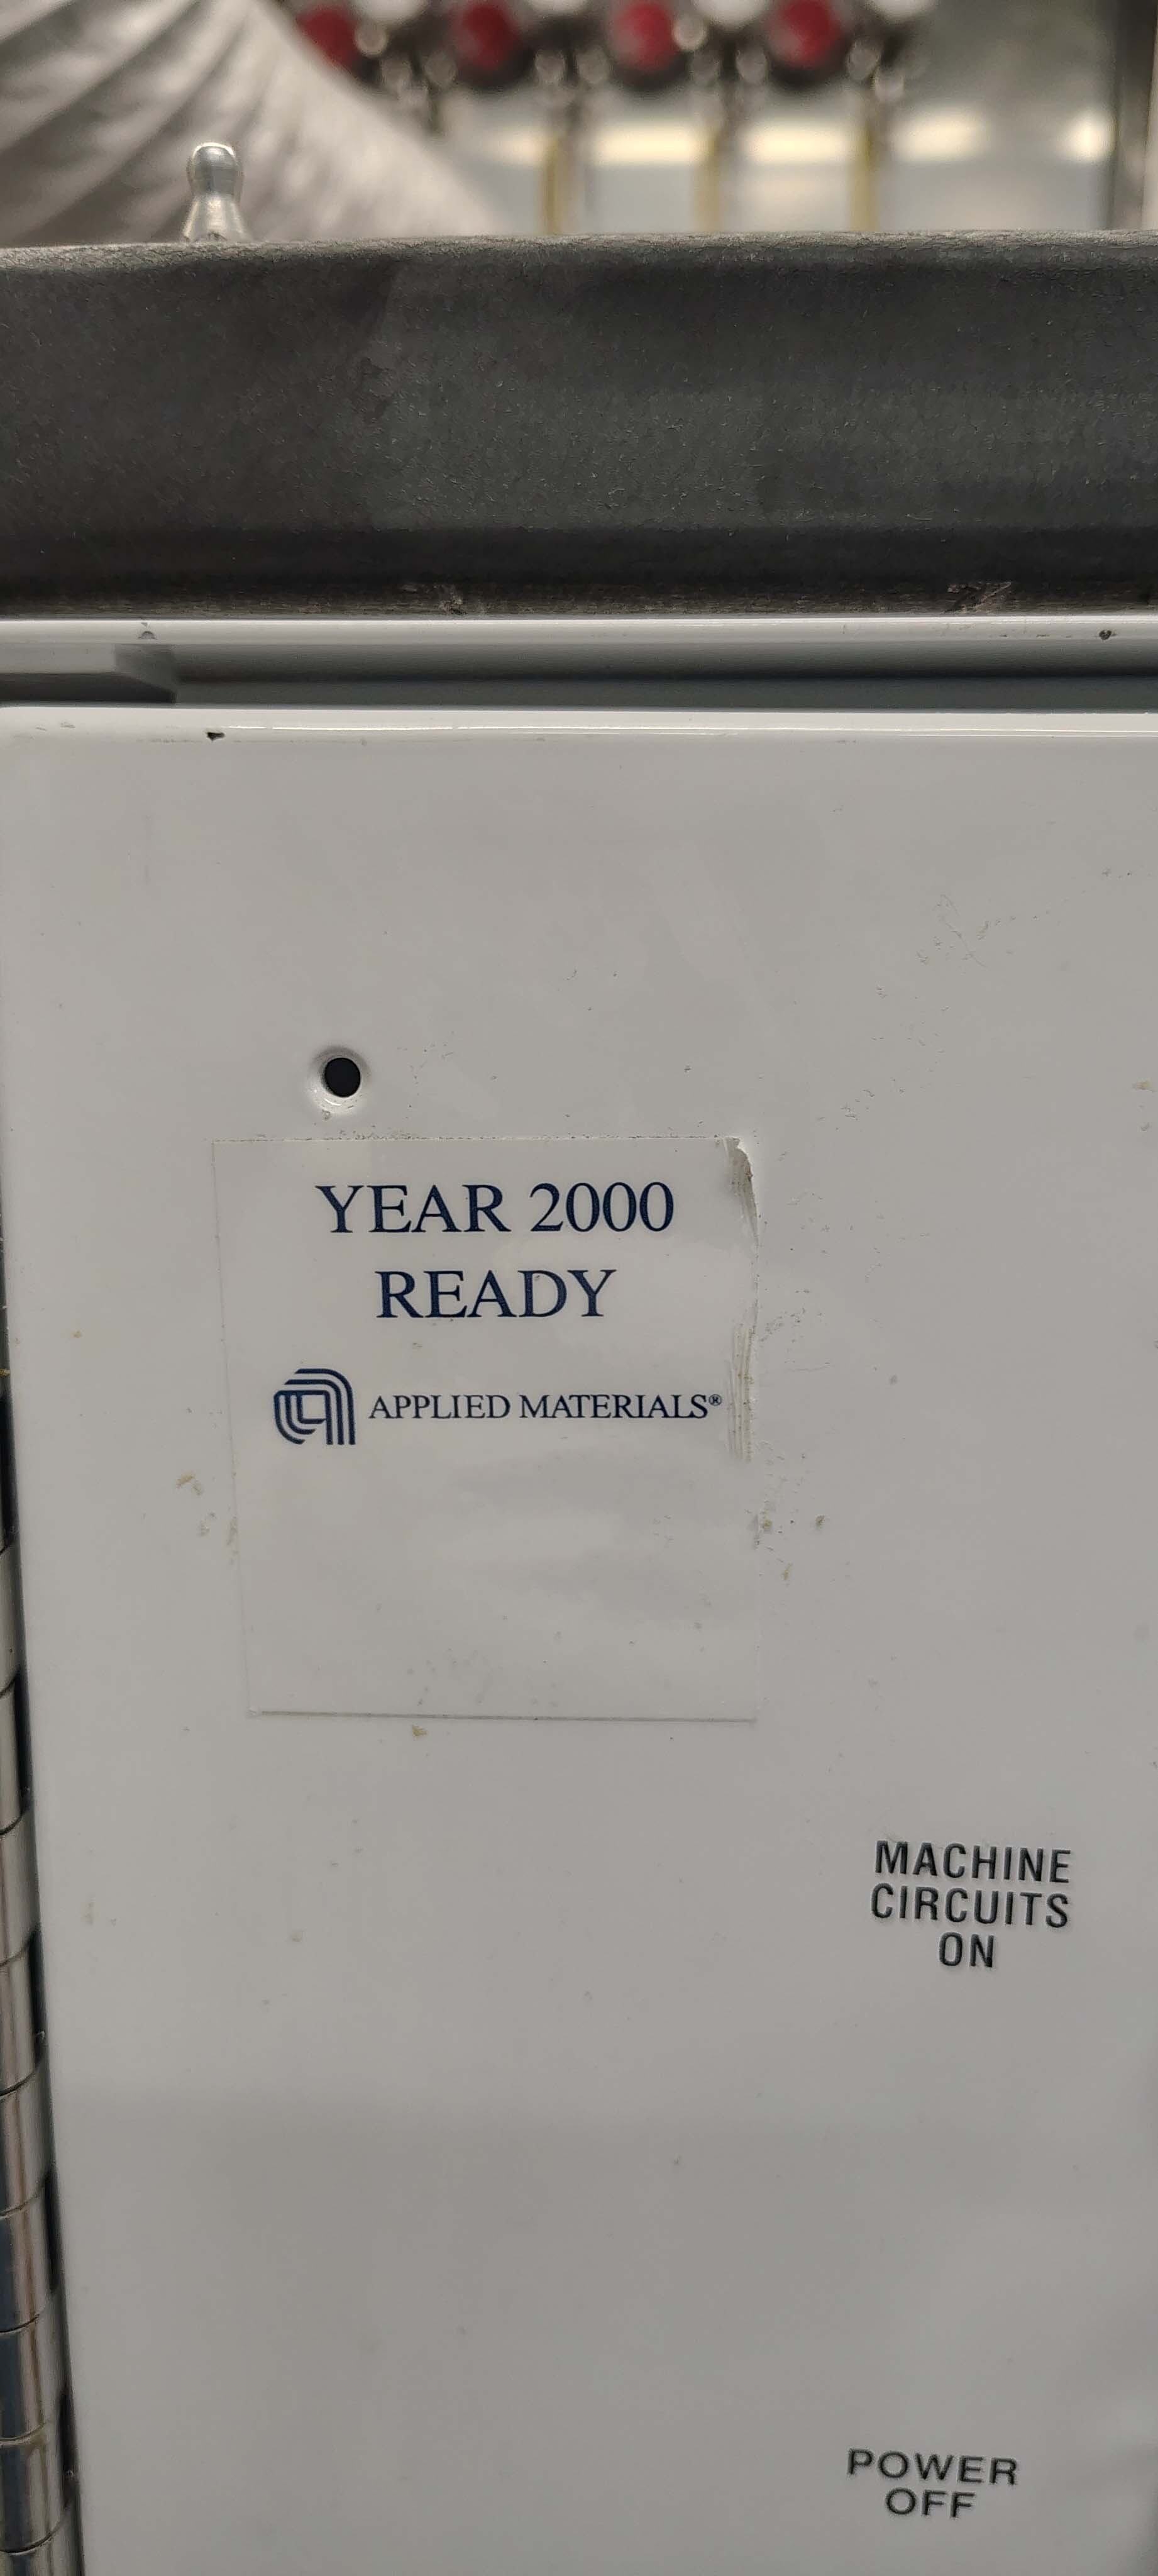 YEAR 2000
READY
APPLIED MATERIALS®
MACHINE
CIRCUITS
ON
POWER
OFF